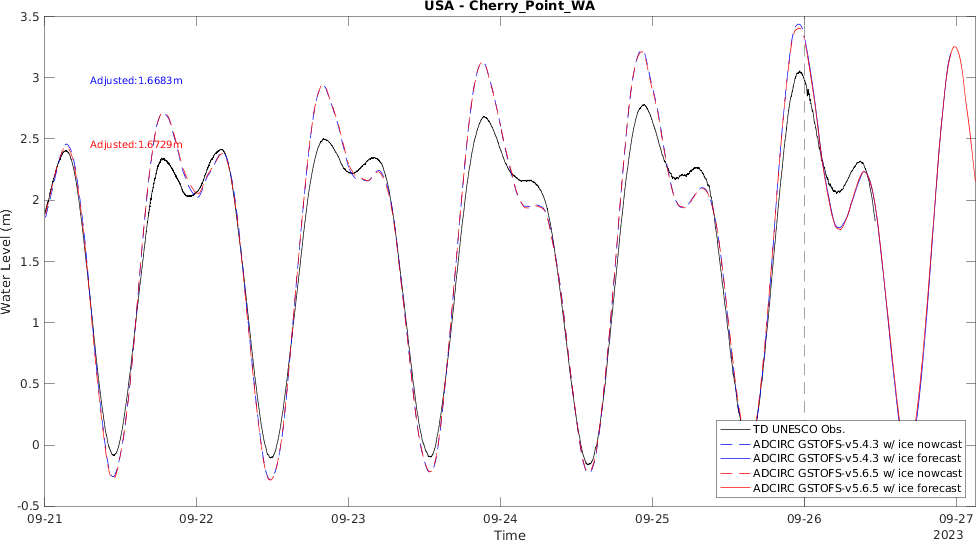 USA - Cherry_Point_WA
3.5
3
2.5
2
1.5
1
0.5
0
-0.5
Water Level (m)
Adjusted:1.6683m
Adjusted:1.6729m
TD UNESCO Obs.
ADCIRC GSTOFS-v5.4.3 w/ ice nowcast
ADCIRC GSTOFS-v5.4.3 w/ ice forecast
ADCIRC GSTOFS-v5.6.5 w/ ice nowcast
ADCIRC GSTOFS-v5.6.5 w/ ice forecast
09-21 09-22 09-23 09-24 09-25 09-26 09-27
Time
2023